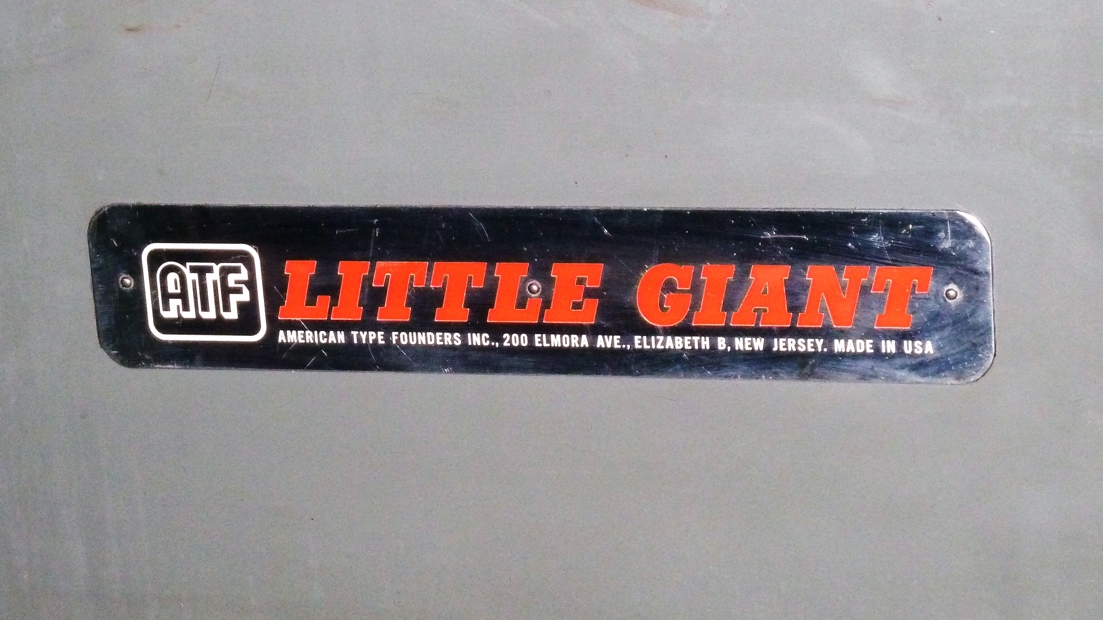 ATF
LITTLE GIANT
AMERICAN TYPE FOUNDERS INC., 200 ELMORA AVE., ELIZABETH B, NEW JERSEY. MADE IN USA